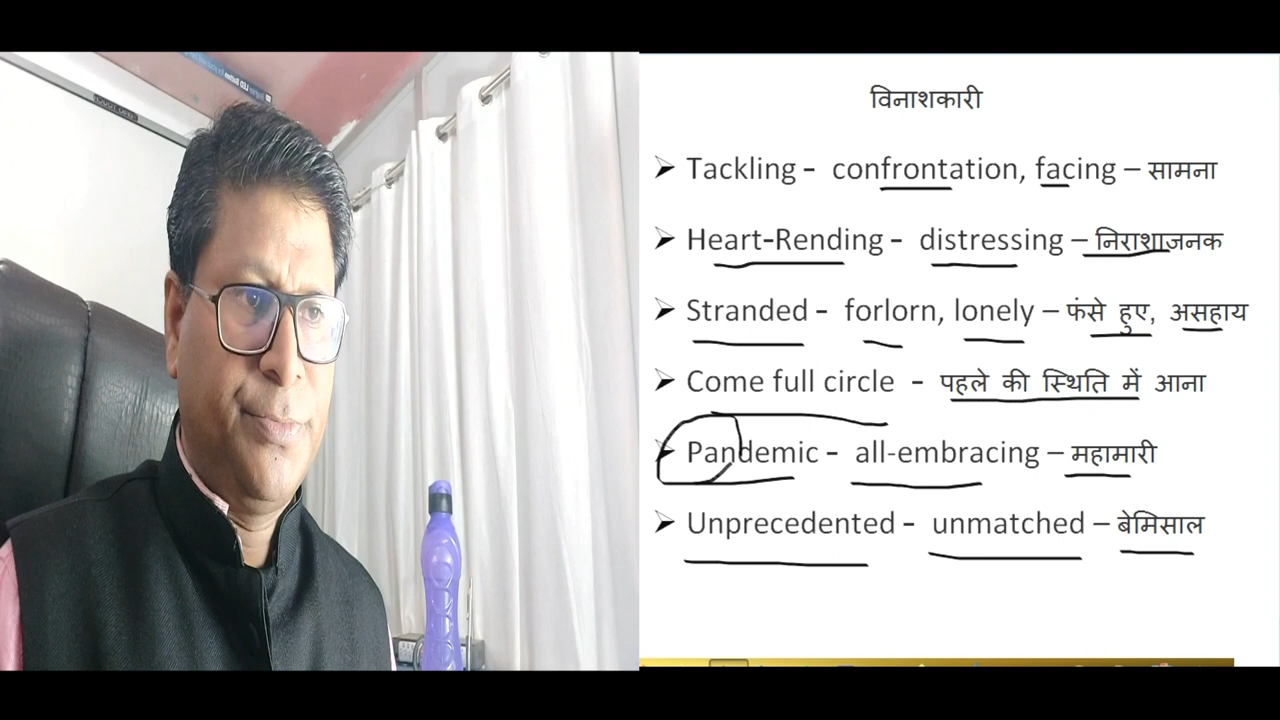 विनाशकारी
➢ Tackling - confrontation, facing – सामना
➢ Heart-Rending - distressing – निराशाजनक
➢ Stranded - forlorn, lonely – फंसे हुए, असहाय
➢ Come full circle - पहले की स्थिति में आना
➢ Pandemic - all-embracing – महामारी
➢ Unprecedented - unmatched – बेमिसाल